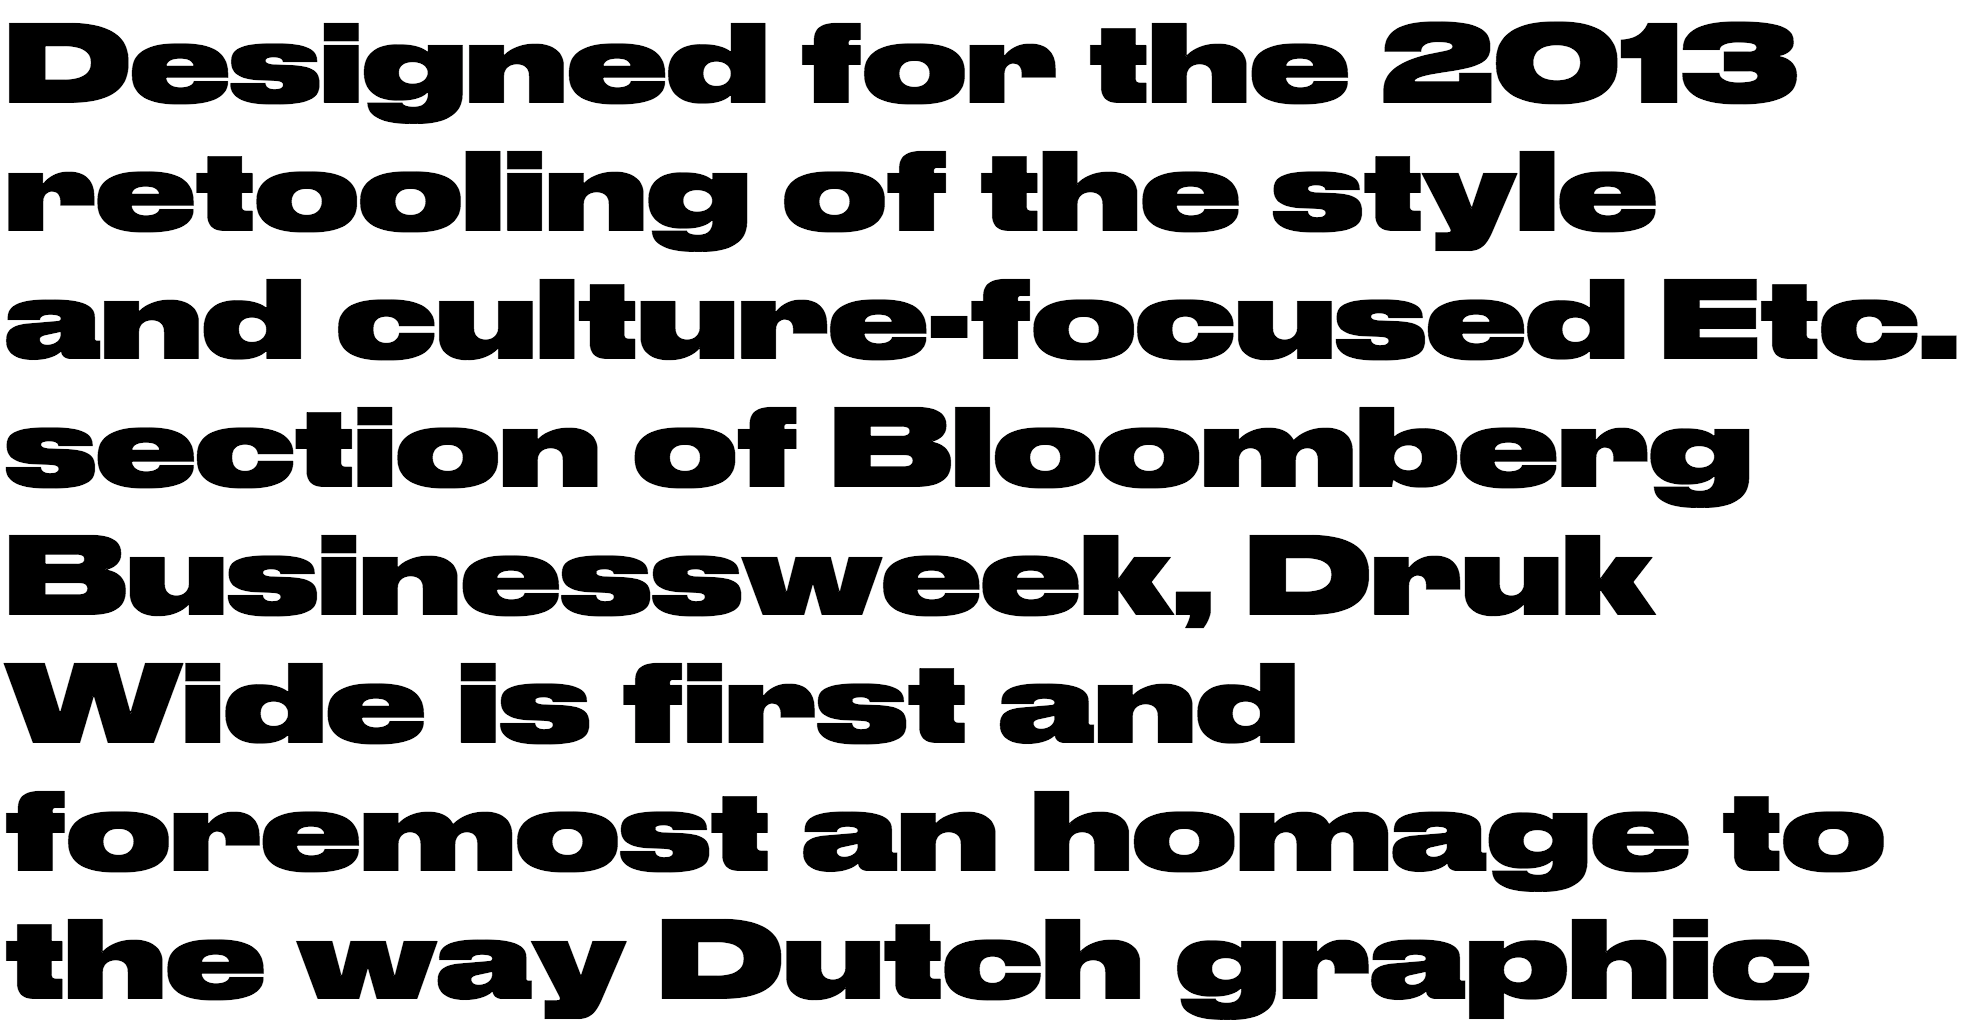 Designed for the 2013
retooling of the style
and culture-focused Etc.
section of Bloomberg
Businessweek, Druk
Wide is first and
foremost an homage to
the way Dutch graphic